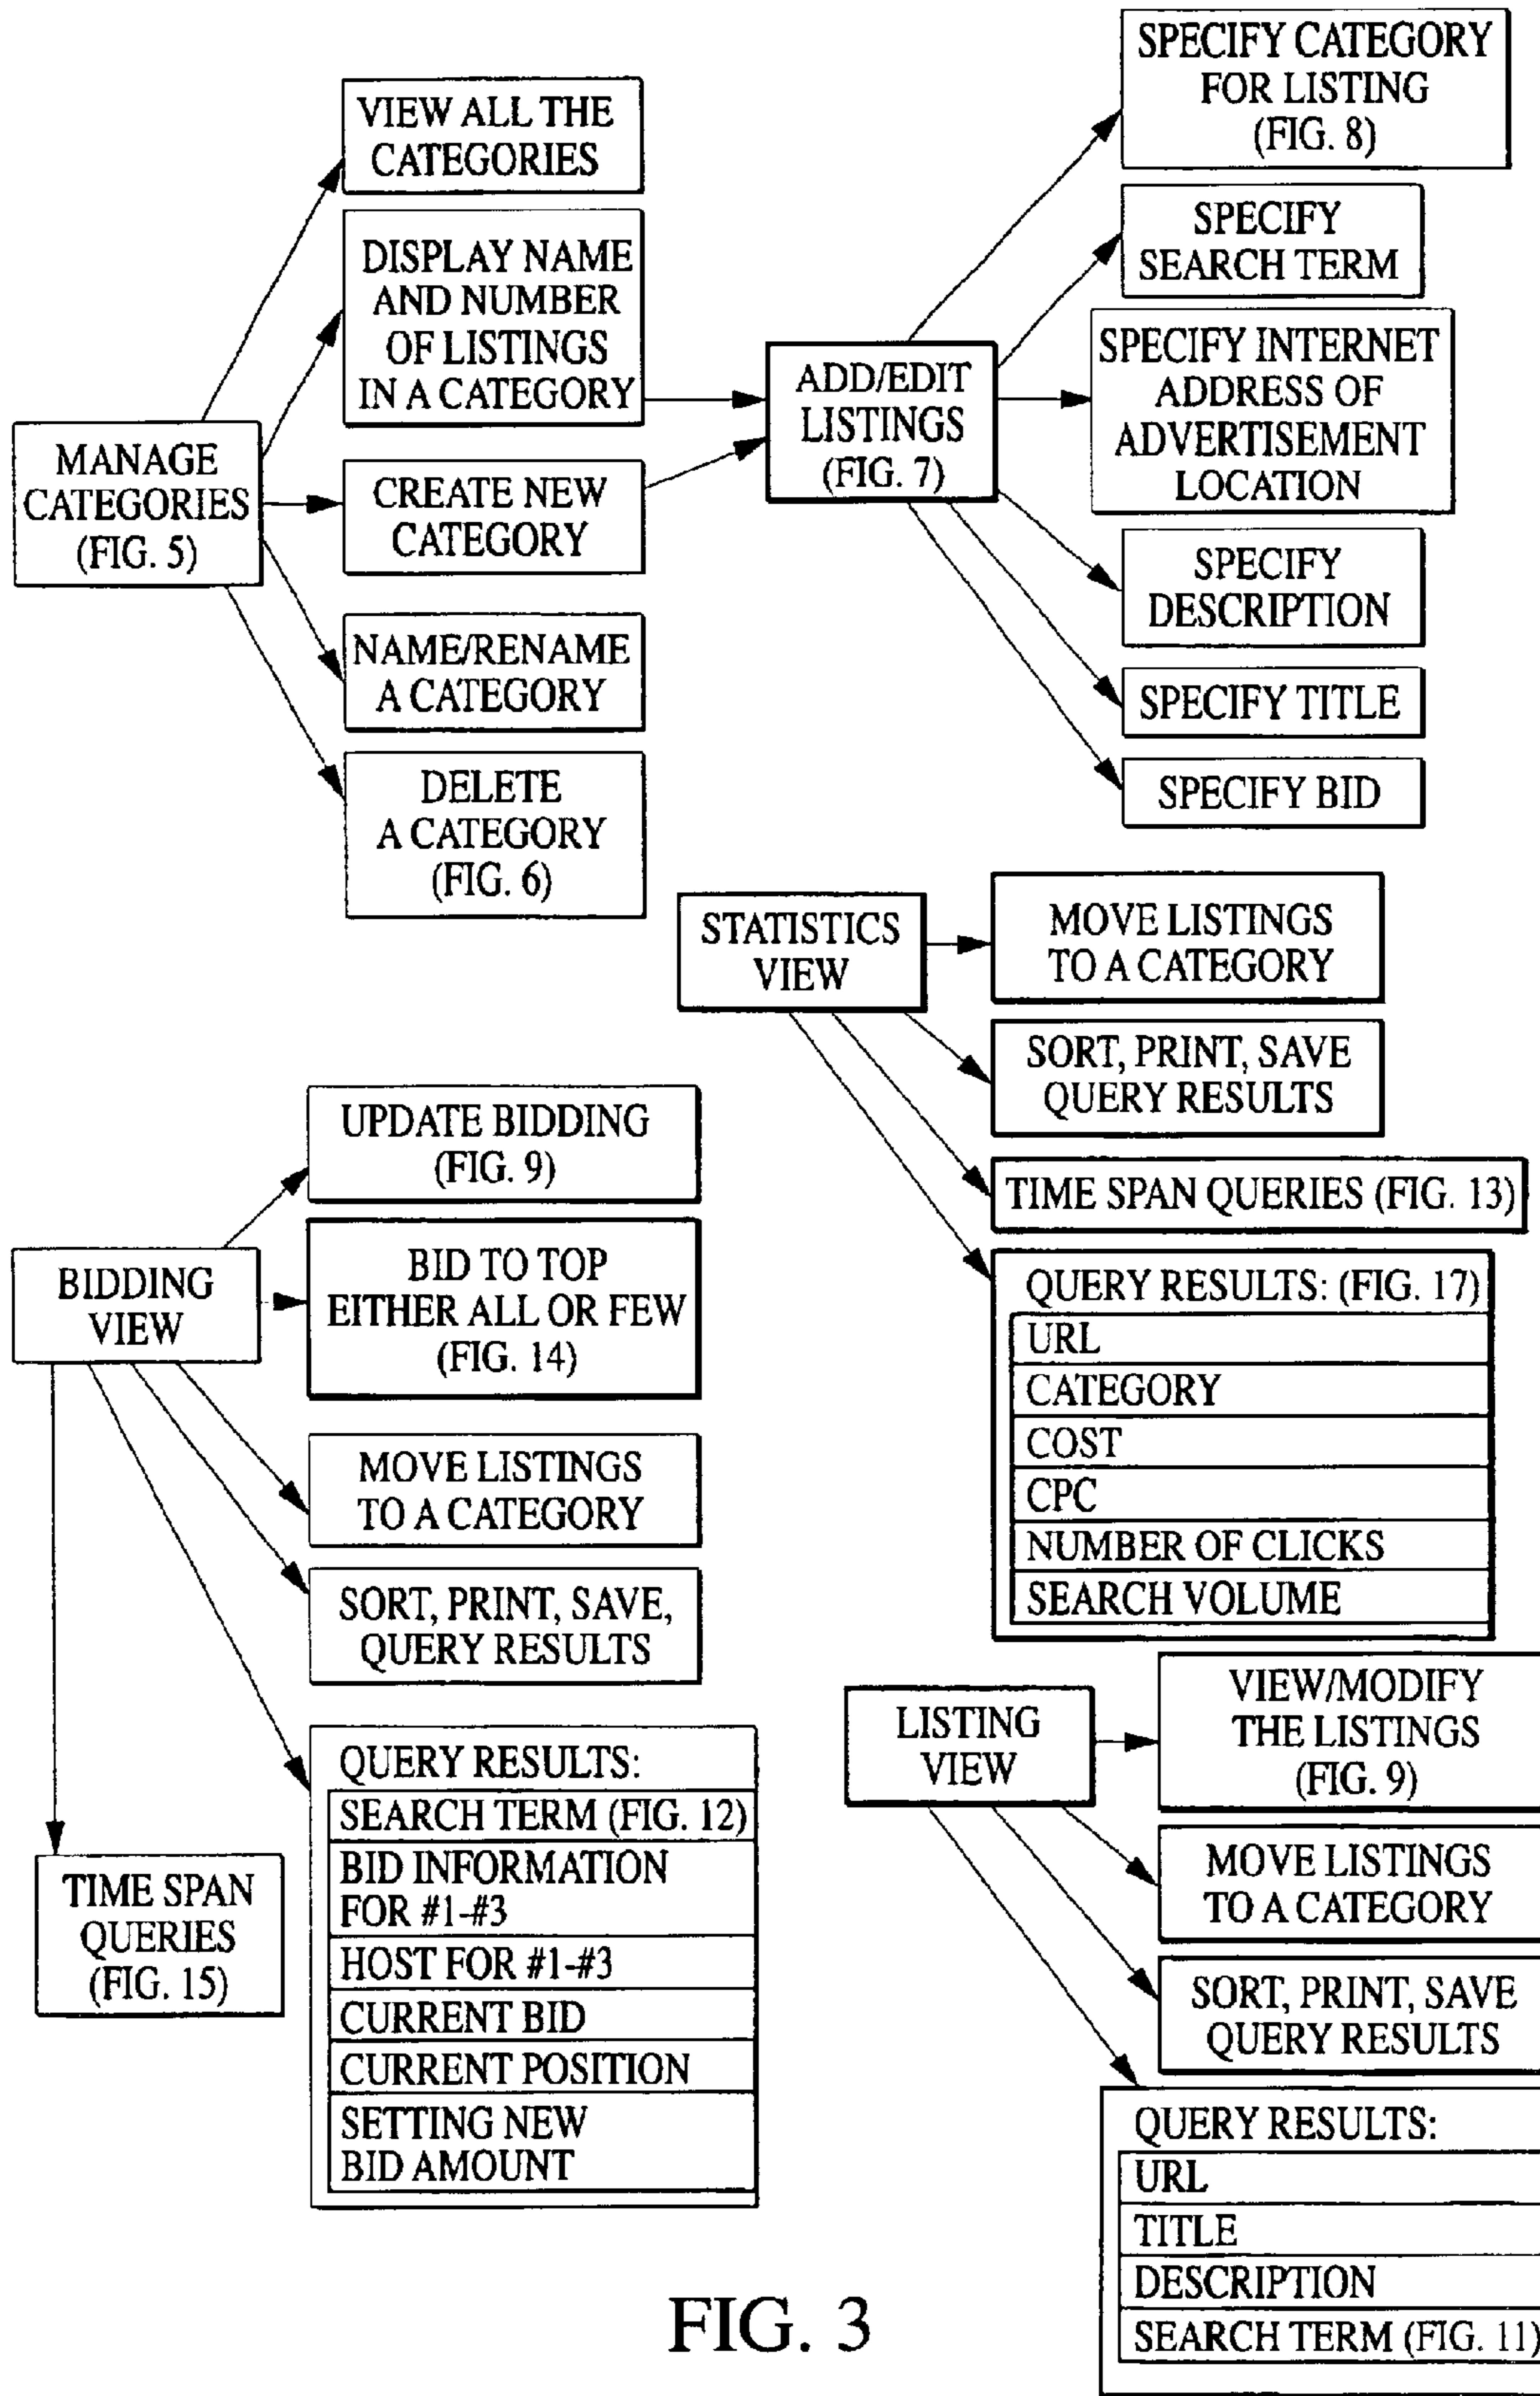 VIEW ALL THE
CATEGORIES
DISPLAY NAME
AND NUMBER
OF LISTINGS
IN A CATEGORY
MANAGE
CATEGORIES
(FIG. 5)
CREATE NEW
CATEGORY
NAME/RENAME
A CATEGORY
DELETE
A CATEGORY
(FIG. 6)
ADD/EDIT
LISTINGS
(FIG. 7)
SPECIFY CATEGORY
FOR LISTING
(FIG. 8)
SPECIFY
SEARCH TERM
SPECIFY INTERNET
ADDRESS OF
ADVERTISEMENT
LOCATION
SPECIFY
DESCRIPTION
SPECIFY TITLE
SPECIFY BID
STATISTICS
VIEW
MOVE LISTINGS
TO A CATEGORY
SORT, PRINT, SAVE
QUERY RESULTS
TIME SPAN QUERIES (FIG. 13)
QUERY RESULTS: (FIG. 17)
URL
CATEGORY
COST
CPC
NUMBER OF CLICKS
SEARCH VOLUME
BIDDING
VIEW
UPDATE BIDDING
(FIG. 9)
BID TO TOP
EITHER ALL OR FEW
(FIG. 14)
MOVE LISTINGS
TO A CATEGORY
SORT, PRINT, SAVE,
QUERY RESULTS
QUERY RESULTS:
SEARCH TERM (FIG. 12)
BID INFORMATION
FOR #1-#3
HOST FOR #1-#3
CURRENT BID
CURRENT POSITION
SETTING NEW
BID AMOUNT
TIME SPAN
QUERIES
(FIG. 15)
LISTING
VIEW
VIEW/MODIFY
THE LISTINGS
(FIG. 9)
MOVE LISTINGS
TO A CATEGORY
SORT, PRINT, SAVE
QUERY RESULTS
QUERY RESULTS:
URL
TITLE
DESCRIPTION
SEARCH TERM (FIG. 11)
FIG. 3